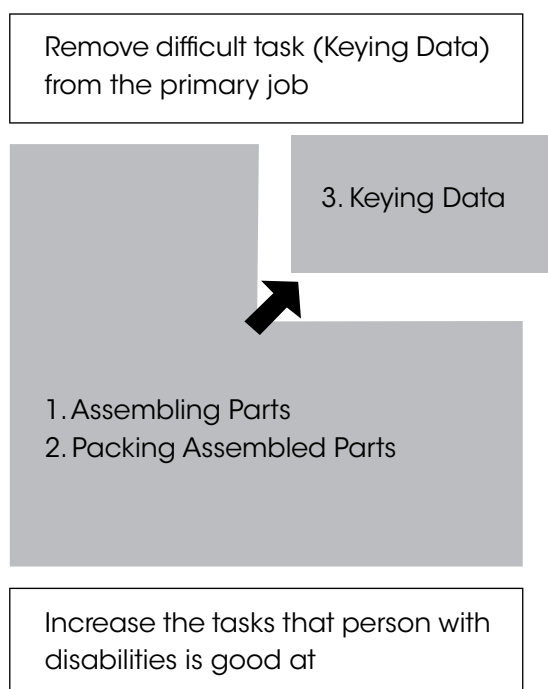 Remove difficult task (Keying Data)
from the primary job
3. Keying Data
1. Assembling Parts
2. Packing Assembled Parts
Increase the tasks that person with
disabilities is good at